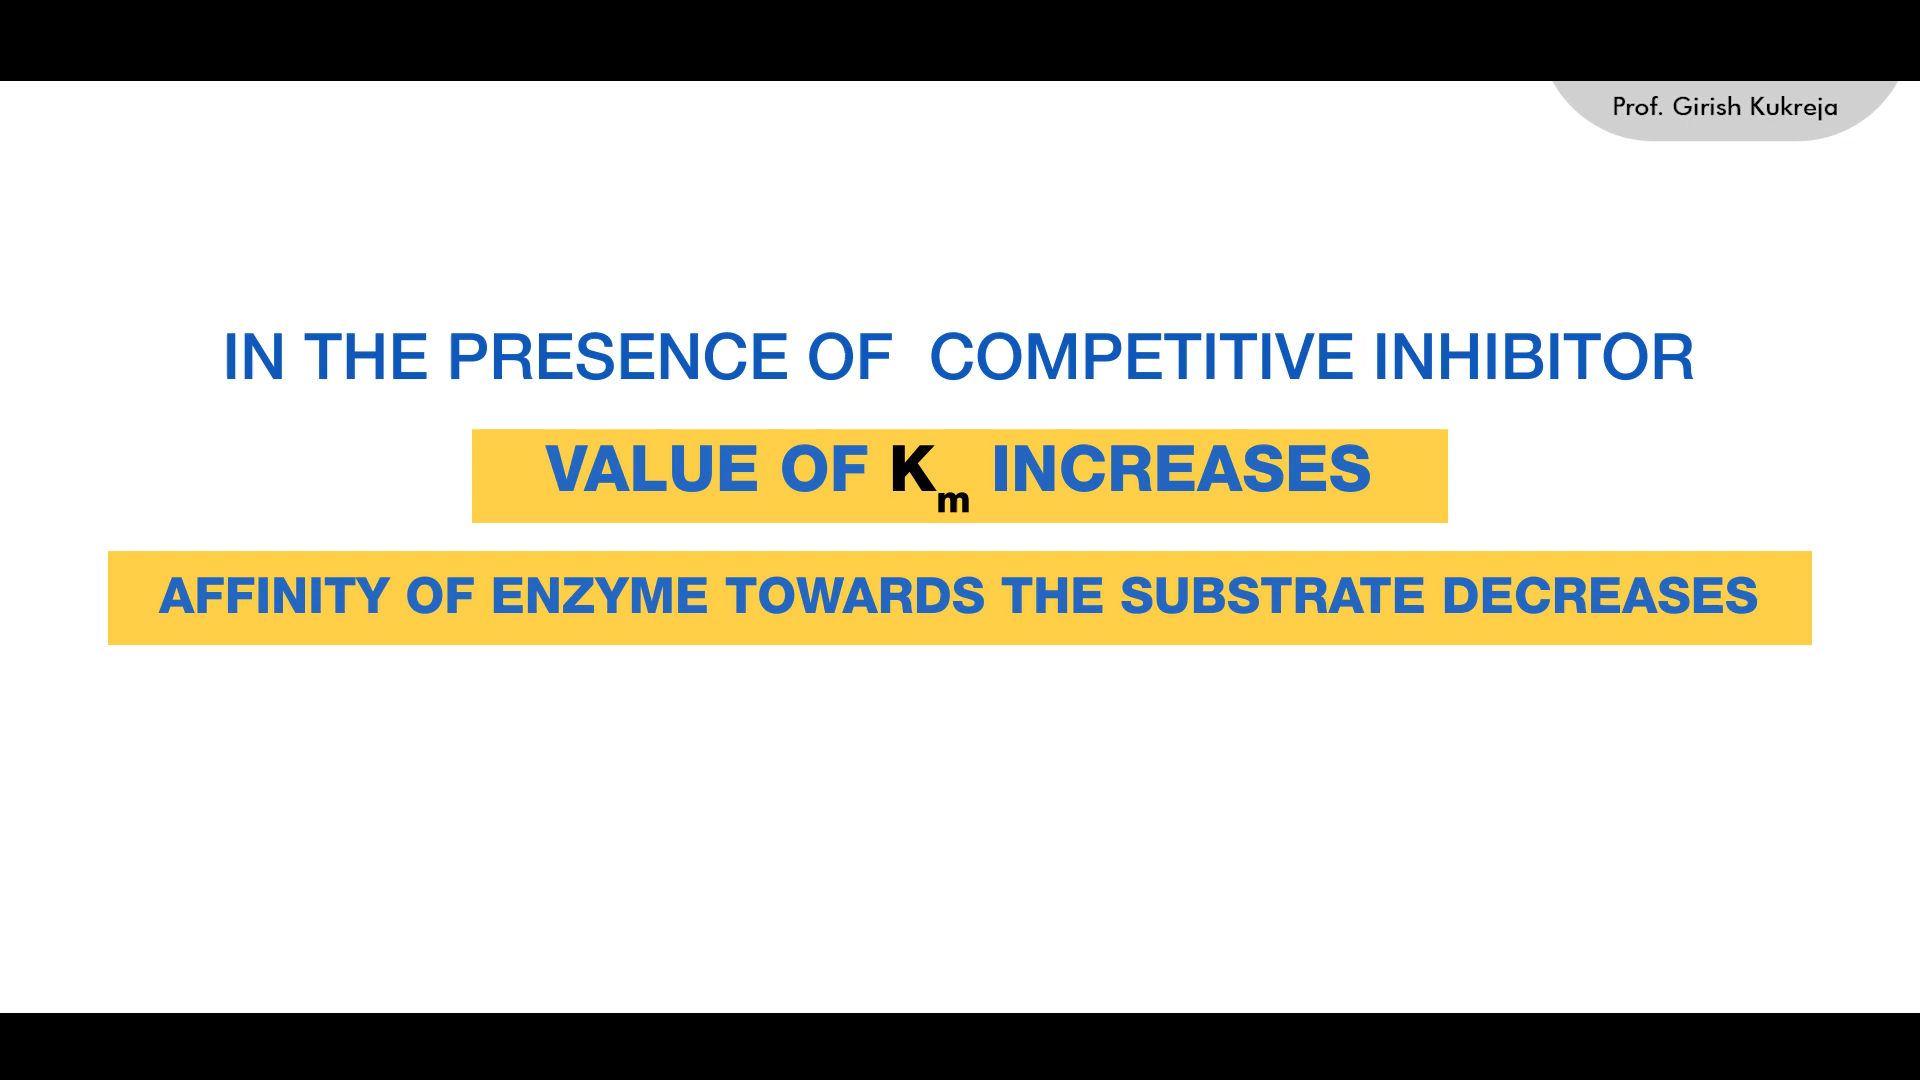 Prof. Girish Kukreja
IN THE PRESENCE OF COMPETITIVE INHIBITOR
VALUE OF Km INCREASES
AFFINITY OF ENZYME TOWARDS THE SUBSTRATE DECREASES